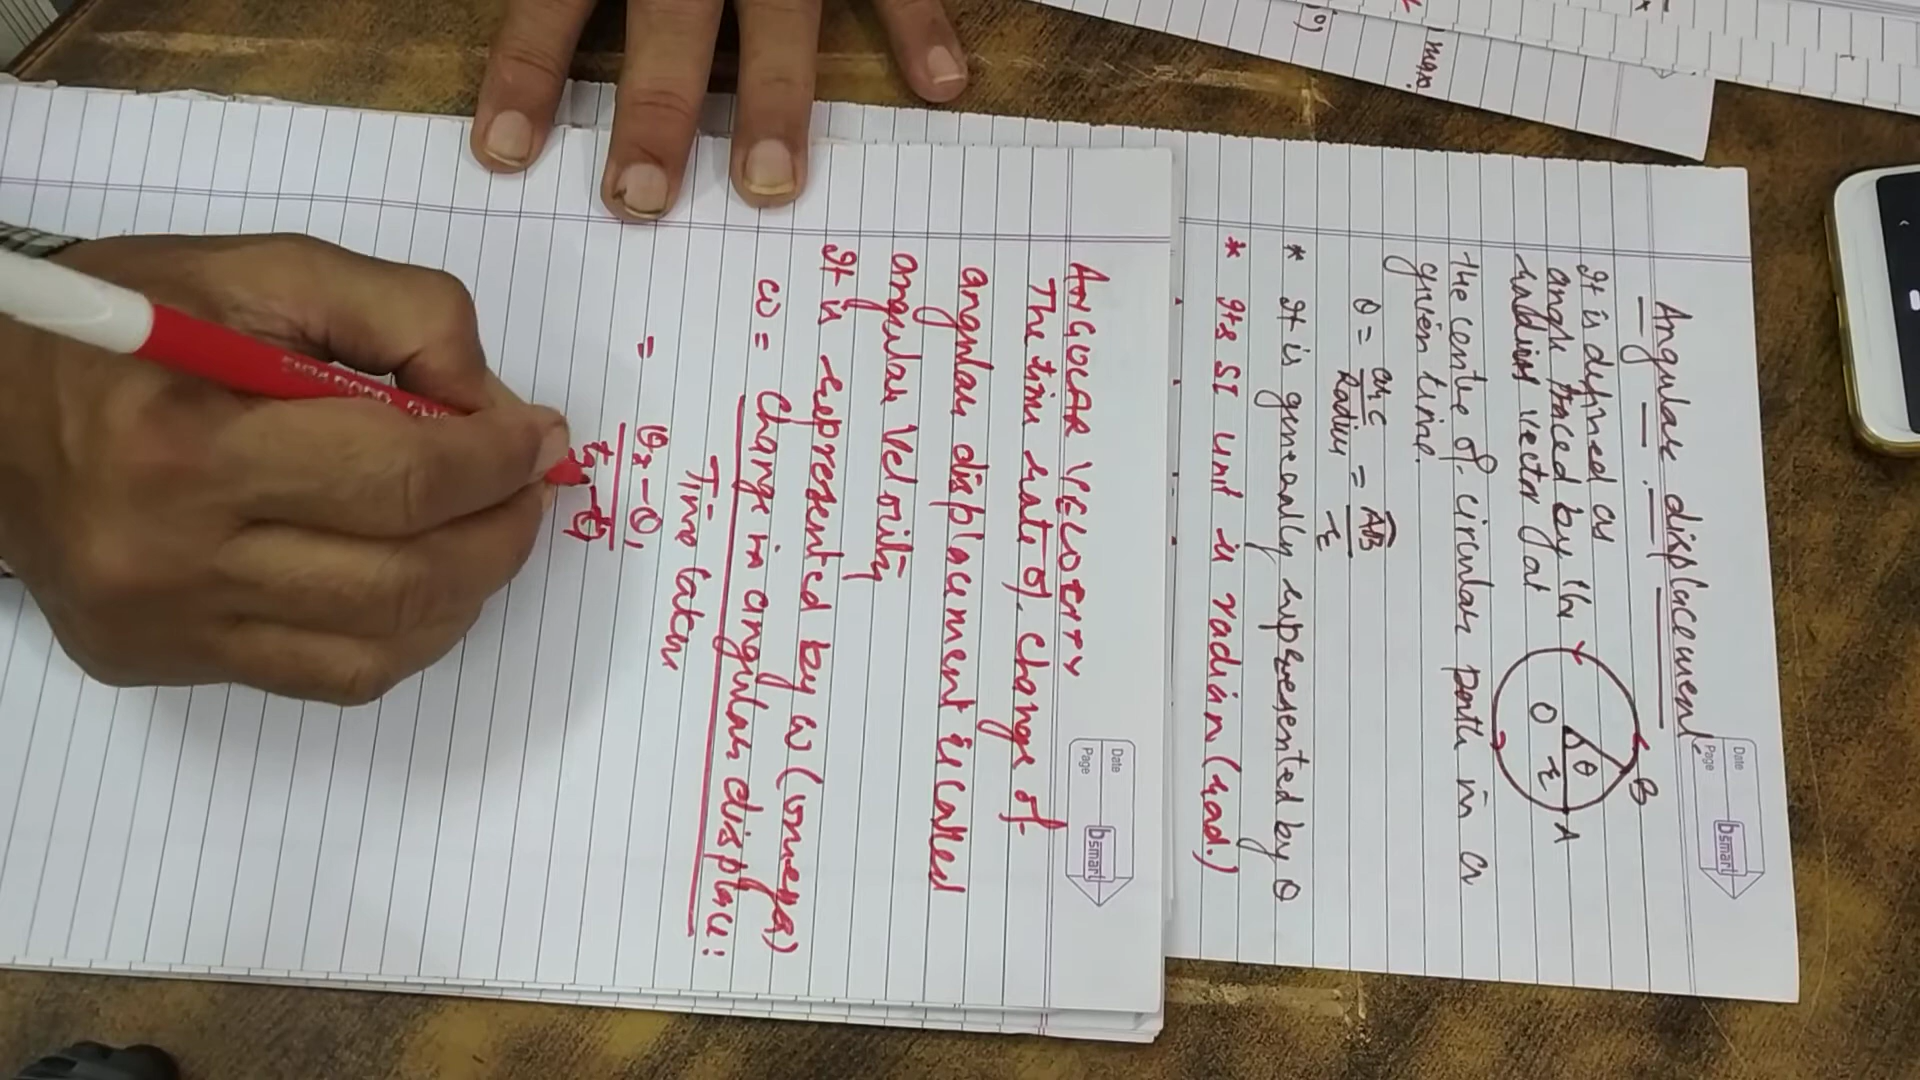 Angular displacement
Date
Page
bsmart
It is defined as
angle traced by the
radius vector at
the centre of circular path in a
given time.
B
θ
O
r
A
θ = arc/Radius = AB/r
* It is generally represented by θ
* Its SI unit is radian (rad.)
Date
Page
bsmart
ANGULAR VELOCITY
The time rate of change of
angular displacement is called
angular velocity
It is represented by ω (omega)
ω = Change in angular displace:
Time taken
= θ2 - θ1
t2 - t1
max.